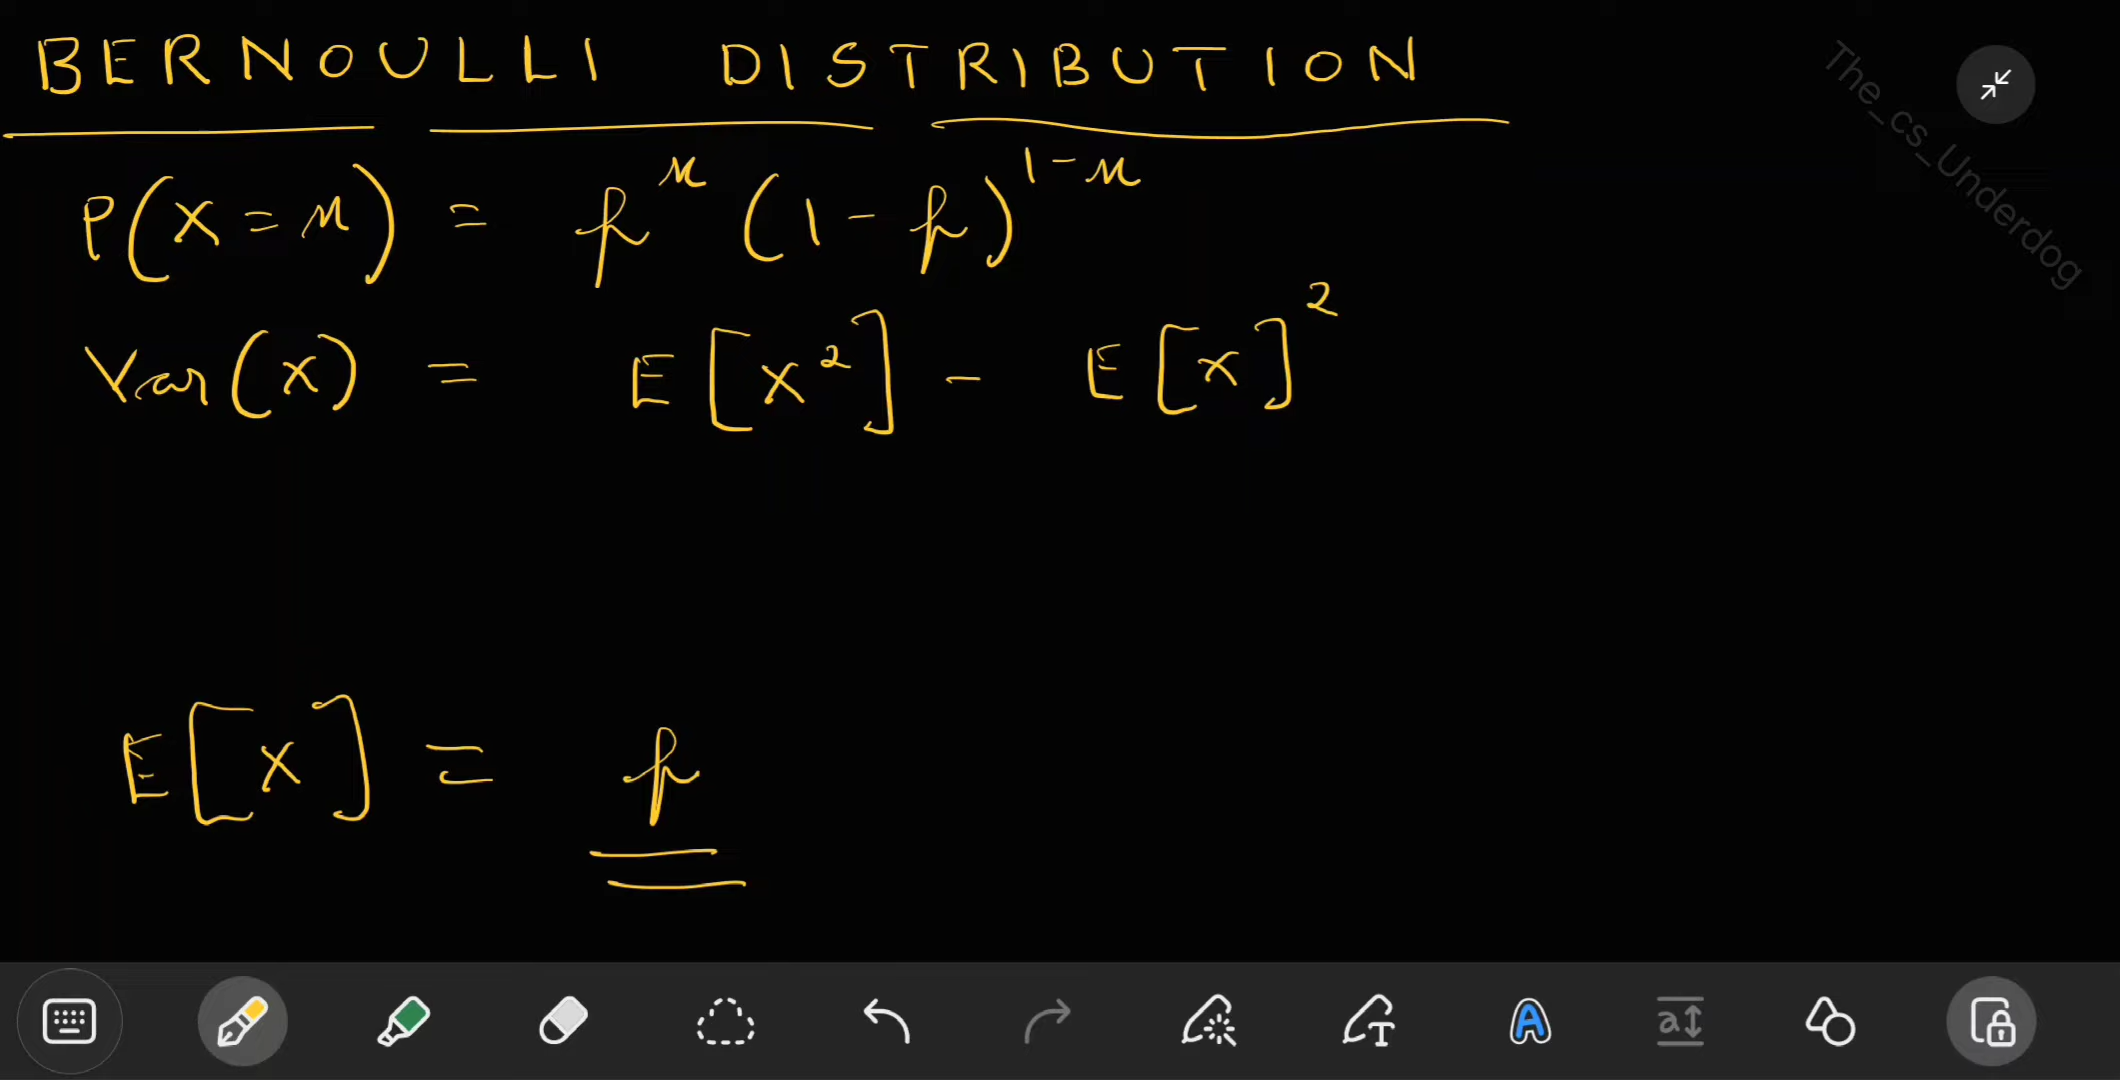 BERNOULLI DISTRIBUTION
P(X=x) = p^x (1-p)^{1-x}
Var(X) = E[X²] - E[X]²
E[X] = p
The_cs_Underdog